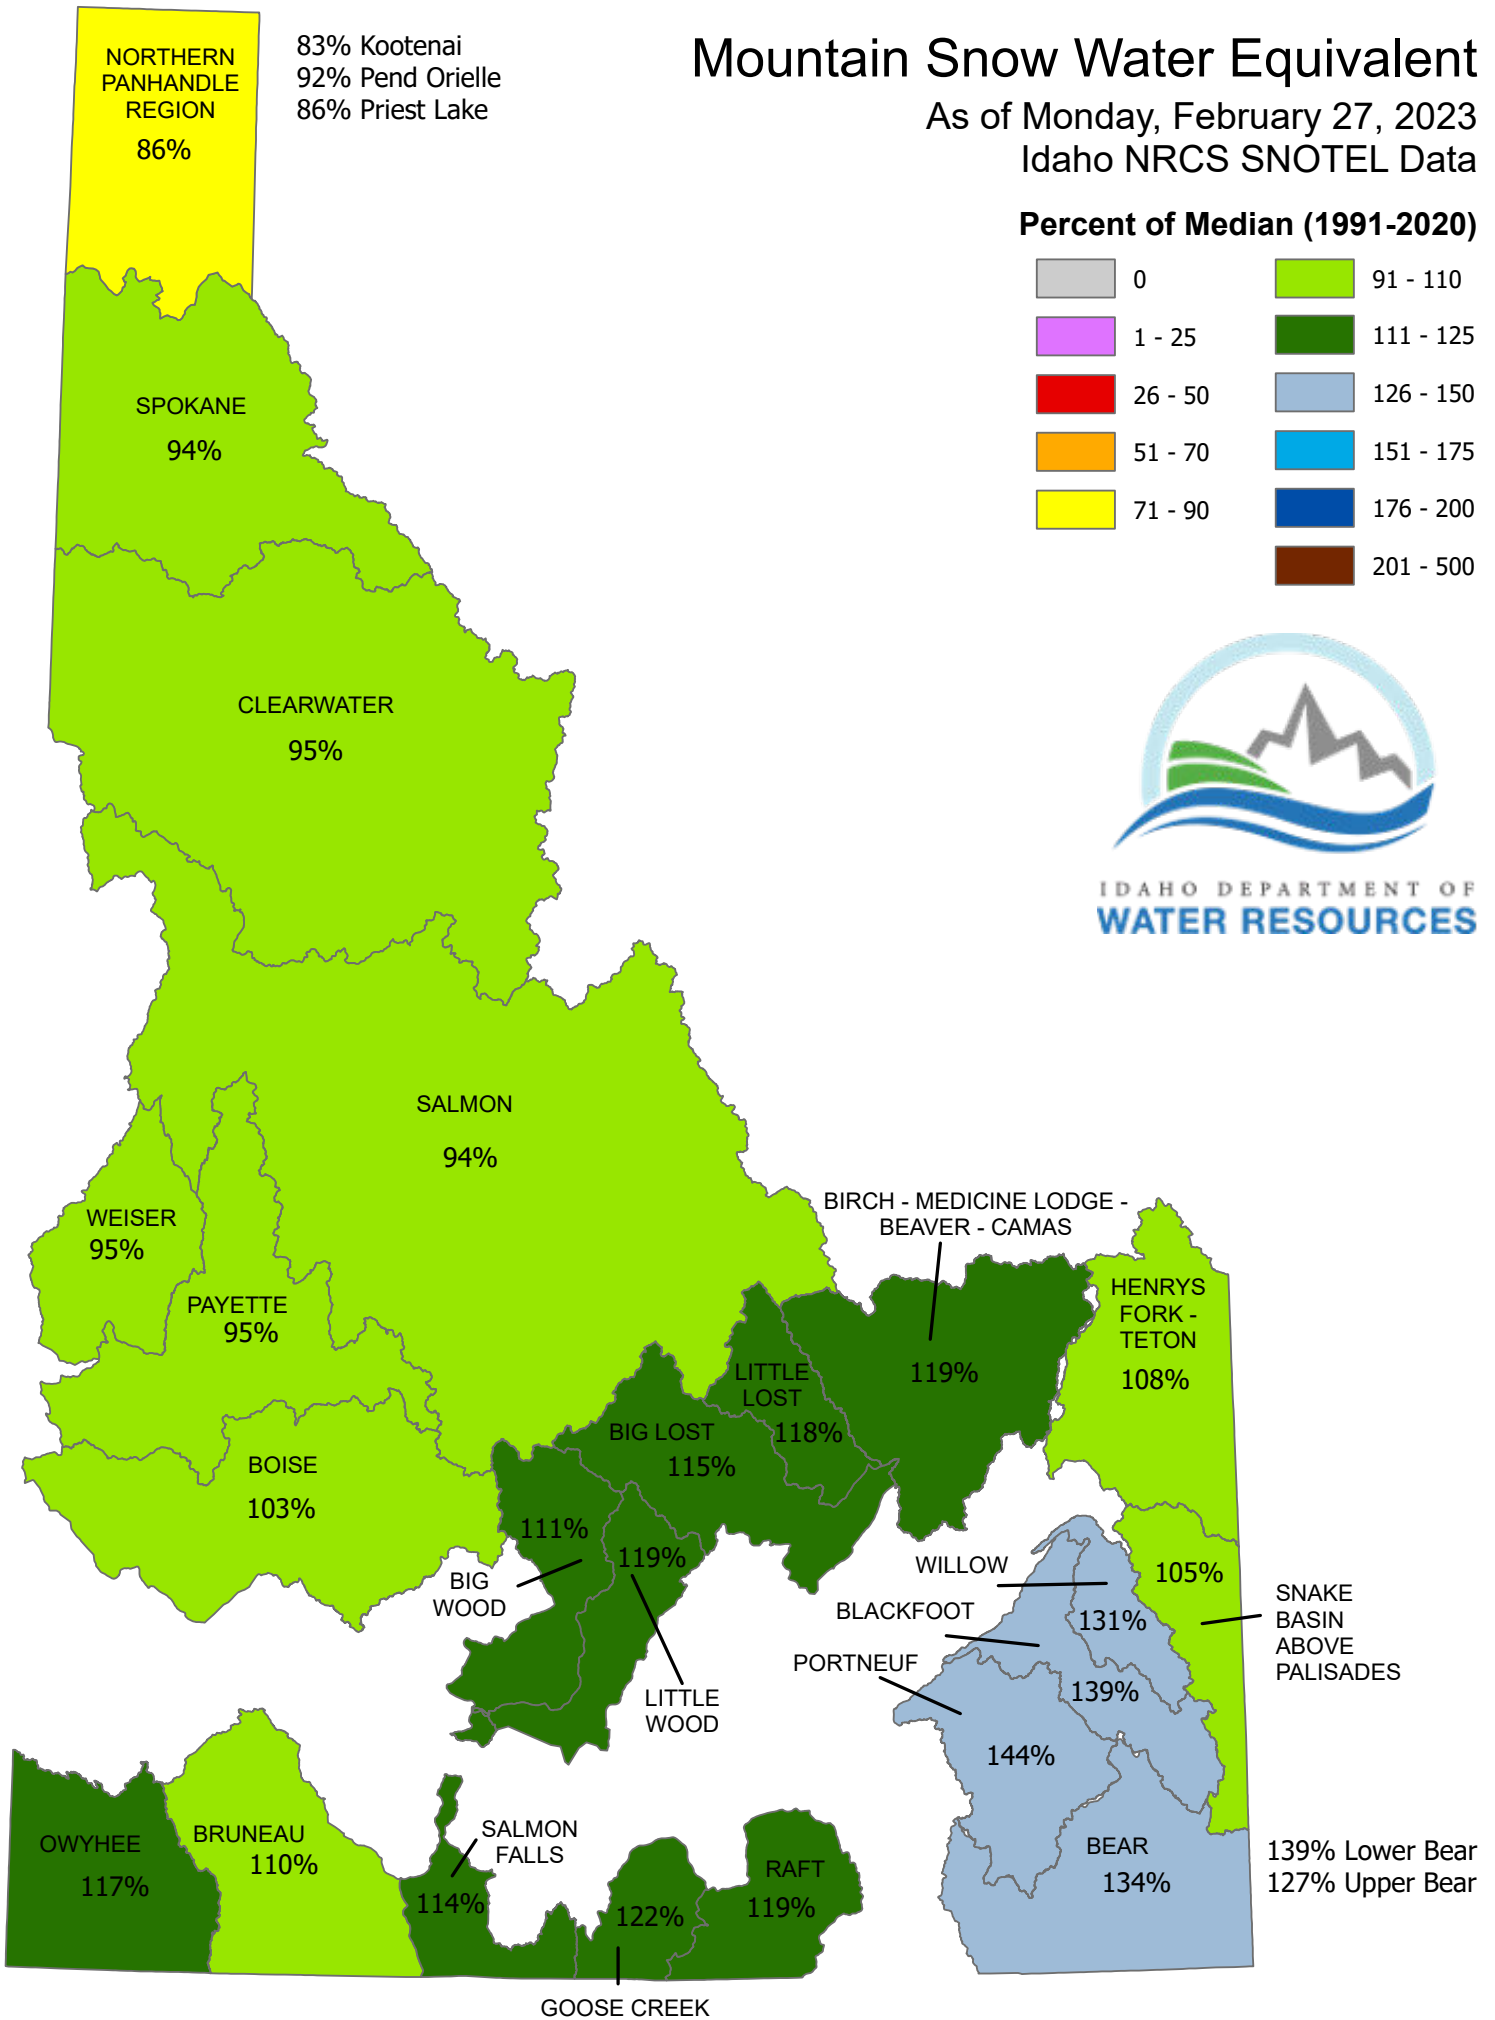 Mountain Snow Water Equivalent
As of Monday, February 27, 2023
Idaho NRCS SNOTEL Data
Percent of Median (1991-2020)
0
1 - 25
26 - 50
51 - 70
71 - 90
91 - 110
111 - 125
126 - 150
151 - 175
176 - 200
201 - 500
IDAHO DEPARTMENT OF
WATER RESOURCES
NORTHERN
PANHANDLE
REGION
86%
83% Kootenai
92% Pend Orielle
86% Priest Lake
SPOKANE
94%
CLEARWATER
95%
SALMON
94%
WEISER
95%
PAYETTE
95%
BOISE
103%
BIRCH - MEDICINE LODGE -
BEAVER - CAMAS
119%
HENRYS
FORK -
TETON
108%
LITTLE
LOST
118%
BIG LOST
115%
111%
BIG
WOOD
119%
LITTLE
WOOD
WILLOW
131%
BLACKFOOT
139%
PORTNEUF
144%
105%
SNAKE
BASIN
ABOVE
PALISADES
BEAR
134%
139% Lower Bear
127% Upper Bear
OWYHEE
117%
BRUNEAU
110%
SALMON
FALLS
114%
122%
GOOSE CREEK
RAFT
119%